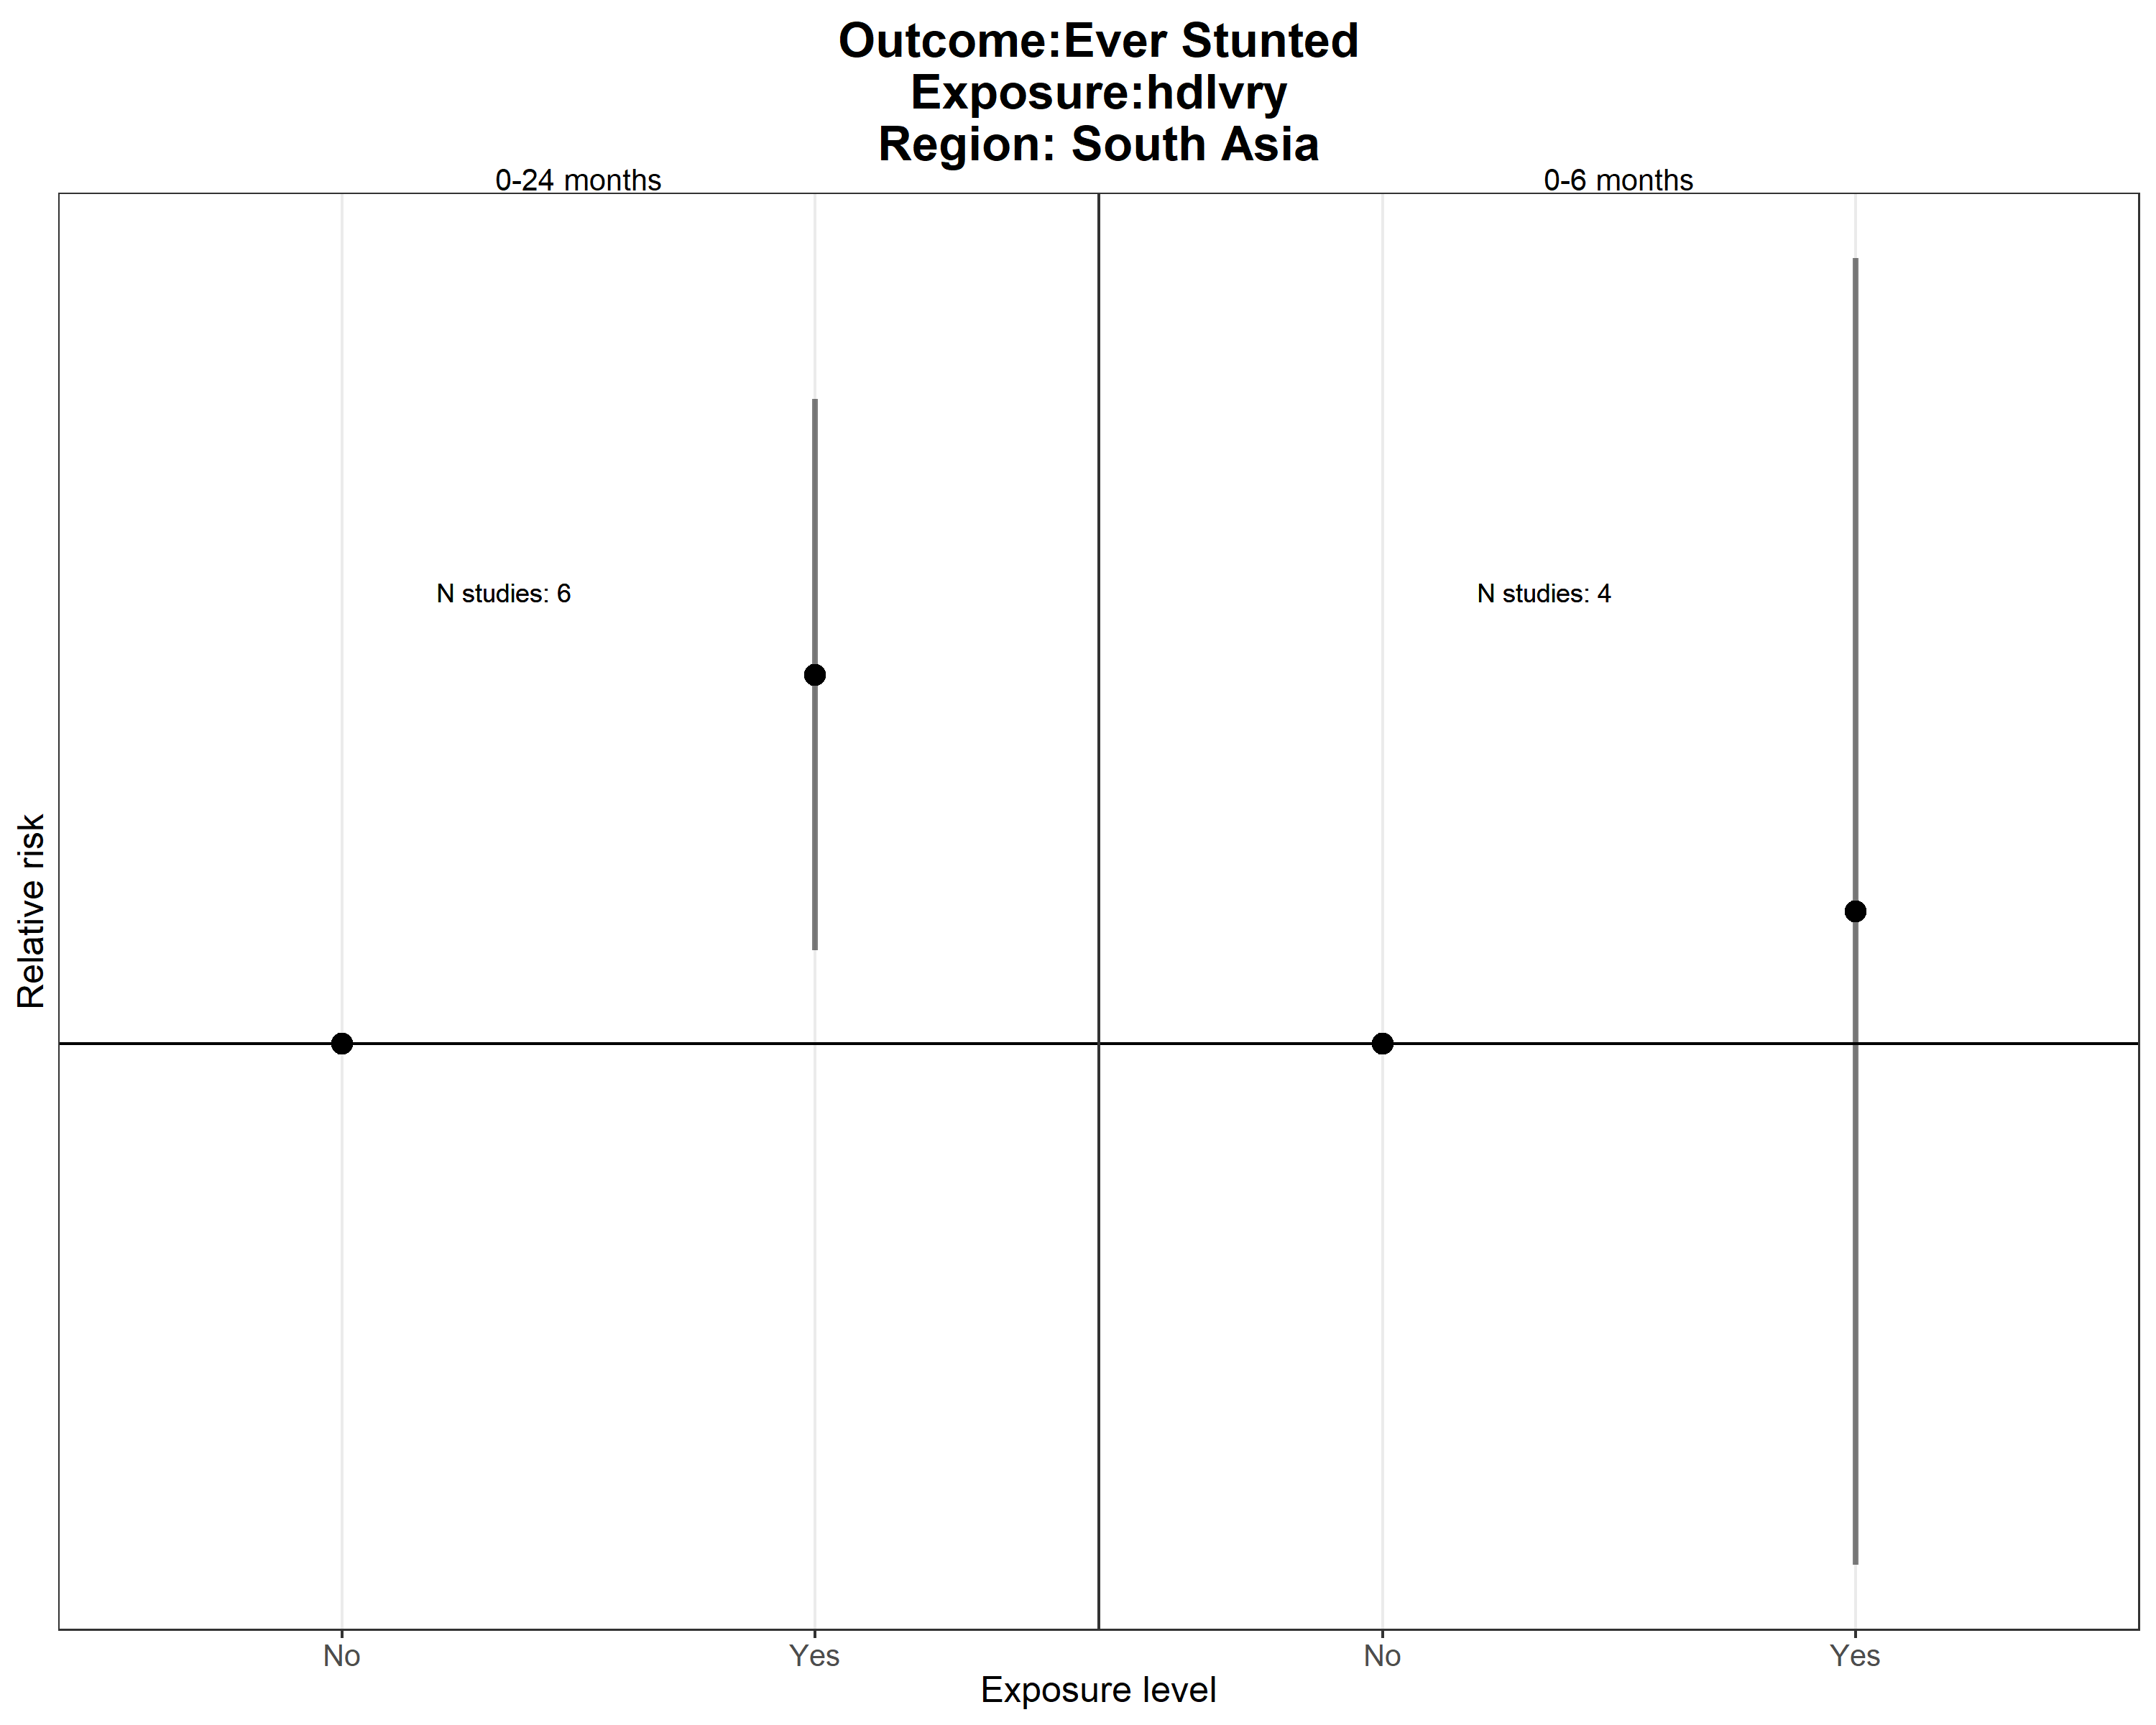 Outcome:Ever Stunted
Exposure:hdlvry
Region: South Asia
0-24 months
0-6 months
N studies: 6
N studies: 4
Relative risk
No
Yes
No
Yes
Exposure level